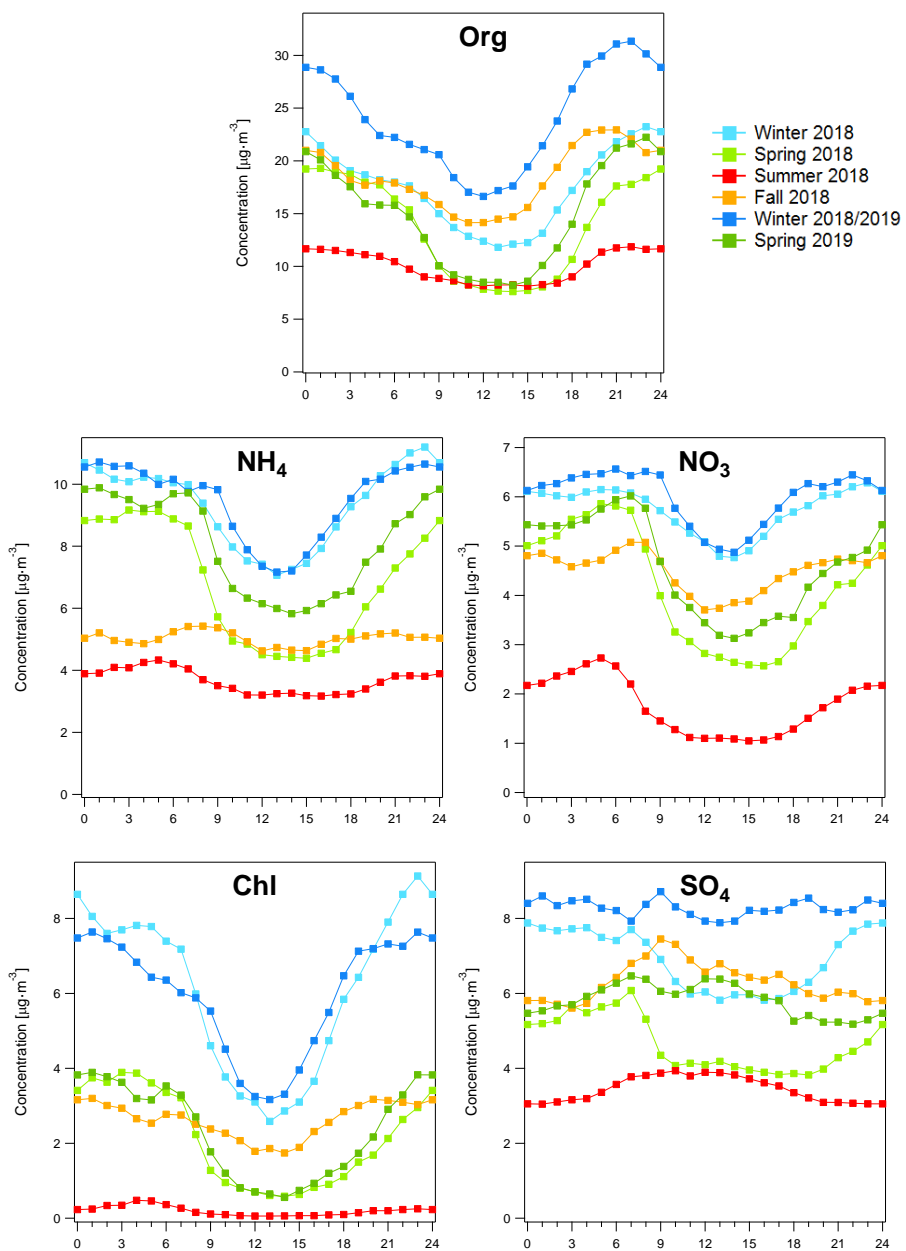 Org
Concentration [µg·m-3]
30
25
20
15
10
5
0
0 3 6 9 12 15 18 21 24
Winter 2018
Spring 2018
Summer 2018
Fall 2018
Winter 2018/2019
Spring 2019
NH4
Concentration [µg·m-3]
10
8
6
4
2
0
0 3 6 9 12 15 18 21 24
NO3
7
6
5
4
3
2
1
0
0 3 6 9 12 15 18 21 24
Chl
Concentration [µg·m-3]
8
6
4
2
0
0 3 6 9 12 15 18 21 24
SO4
Concentration [µg·m-3]
8
6
4
2
0
0 3 6 9 12 15 18 21 24